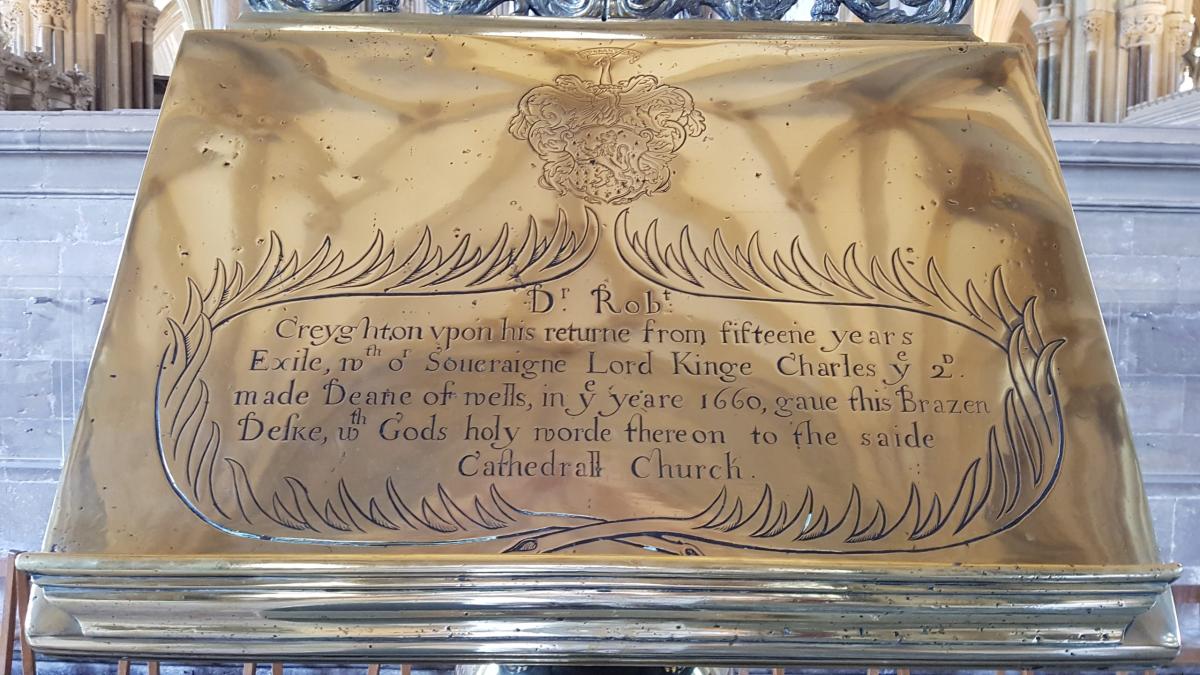 Dʳ Robᵗ
Creyghton vpon his returne from fifteene years
Exile, wᵗʰ oʳ Soueraigne Lord Kinge Charles yᵉ 2ᴰ.
made Deane of wells, in yᵉ yeare 1660, gaue this Brazen
Deske, wᵗʰ Gods holy worde thereon to the saide
Cathedrall Church.